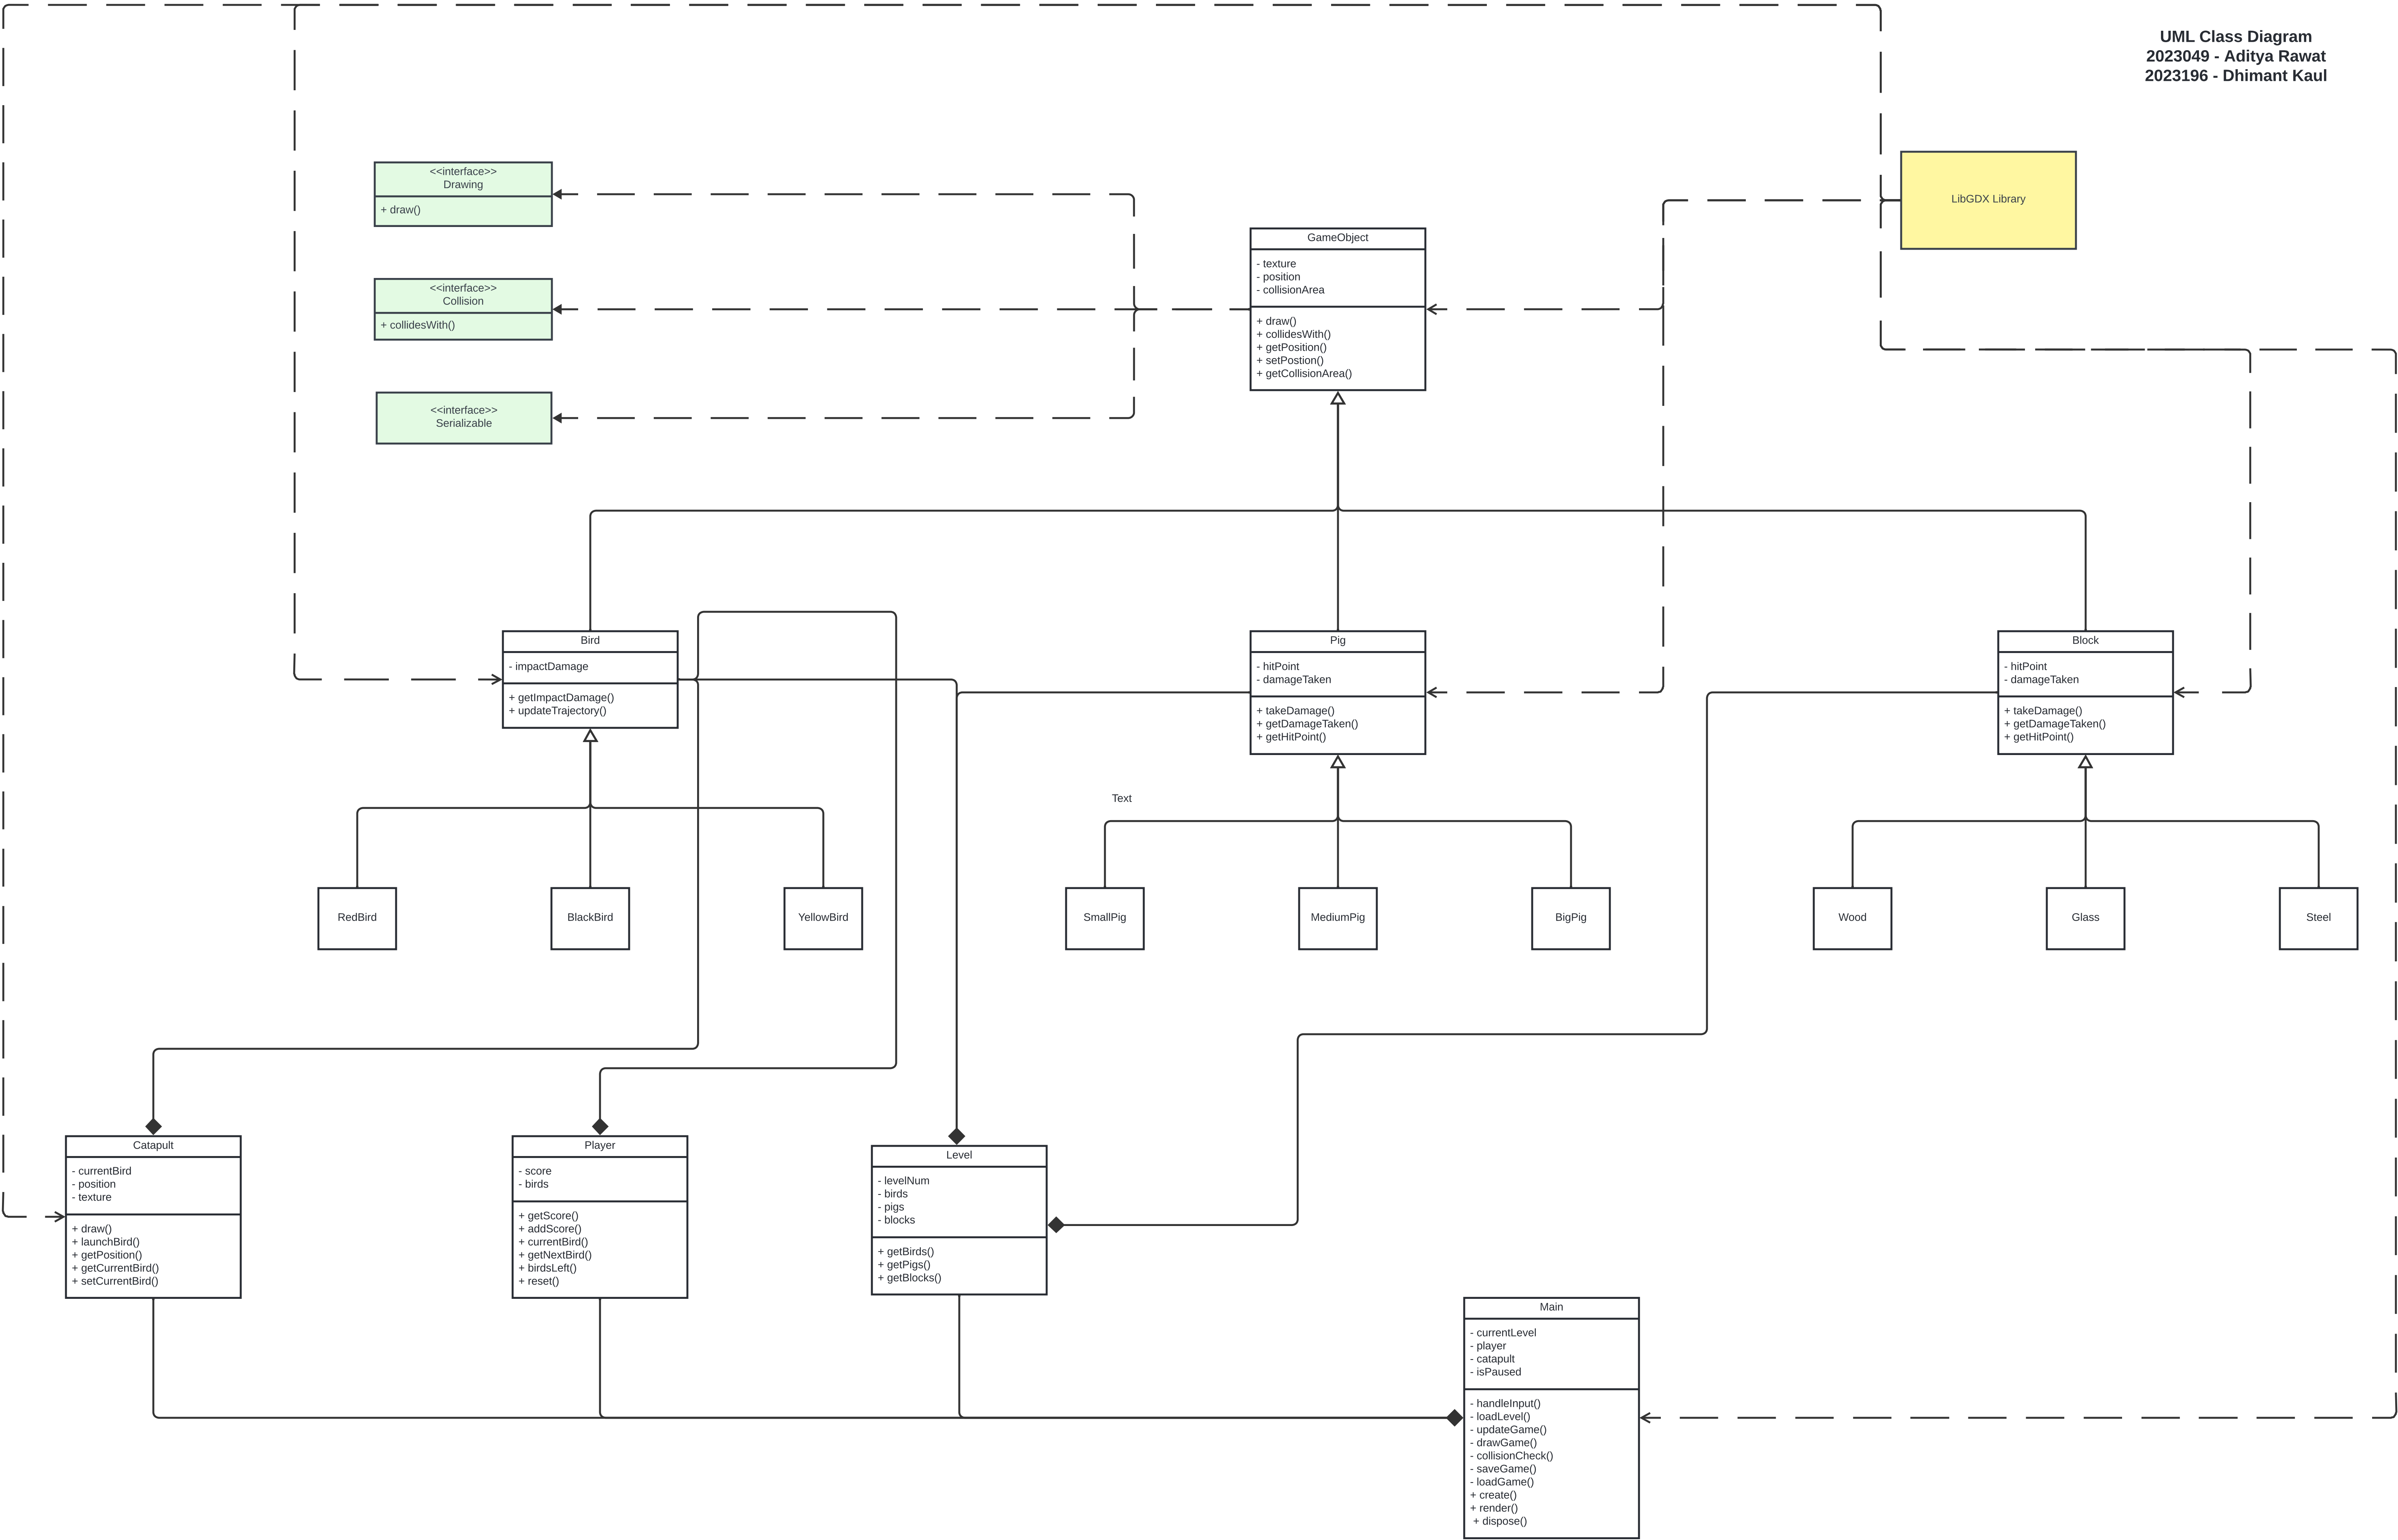 UML Class Diagram
2023049 - Aditya Rawat
2023196 - Dhimant Kaul
<<interface>>
Drawing
+ draw()
LibGDX Library
GameObject
- texture
- position
- collisionArea
+ draw()
+ collidesWith()
+ getPosition()
+ setPostion()
+ getCollisionArea()
<<interface>>
Collision
+ collidesWith()
<<interface>>
Serializable
Bird
- impactDamage
+ getImpactDamage()
+ updateTrajectory()
Pig
- hitPoint
- damageTaken
+ takeDamage()
+ getDamageTaken()
+ getHitPoint()
Block
- hitPoint
- damageTaken
+ takeDamage()
+ getDamageTaken()
+ getHitPoint()
Text
RedBird
BlackBird
YellowBird
SmallPig
MediumPig
BigPig
Wood
Glass
Steel
Catapult
- currentBird
- position
- texture
+ draw()
+ launchBird()
+ getPosition()
+ getCurrentBird()
+ setCurrentBird()
Player
- score
- birds
+ getScore()
+ addScore()
+ currentBird()
+ getNextBird()
+ birdsLeft()
+ reset()
Level
- levelNum
- birds
- pigs
- blocks
+ getBirds()
+ getPigs()
+ getBlocks()
Main
- currentLevel
- player
- catapult
- isPaused
- handleInput()
- loadLevel()
- updateGame()
- drawGame()
- collisionCheck()
- saveGame()
- loadGame()
+ create()
+ render()
+ dispose()